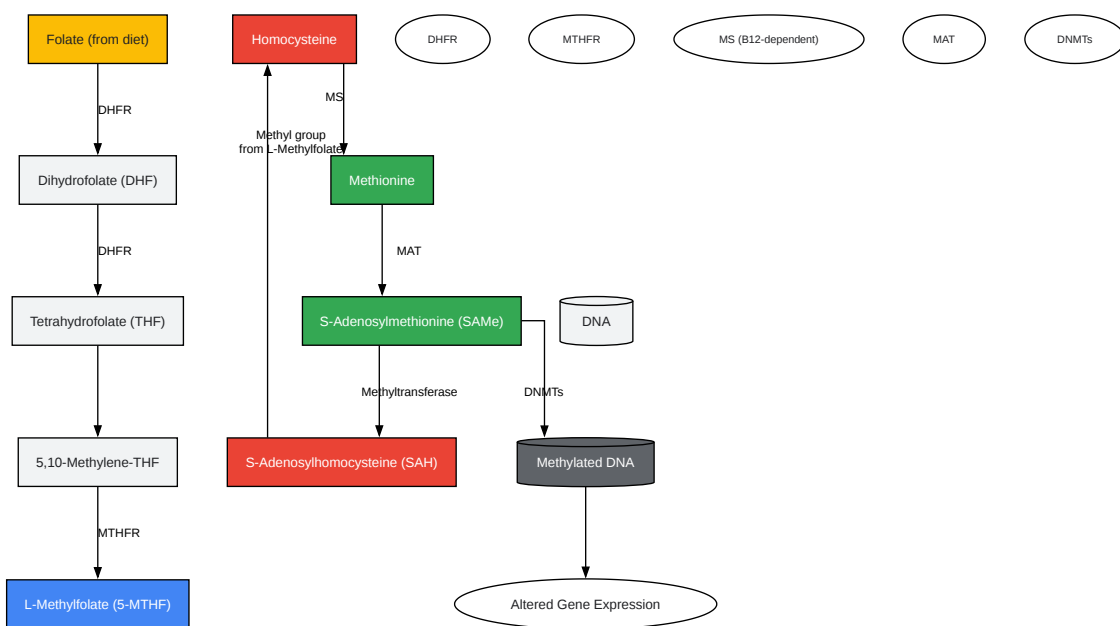 Folate (from diet)
Homocysteine
DHFR
MTHFR
MS (B12-dependent)
MAT
DNMTs
DHFR
MS
Methyl group
from L-Methylfolate
Dihydrofolate (DHF)
Methionine
DHFR
MAT
Tetrahydrofolate (THF)
S-Adenosylmethionine (SAMe)
DNA
Methyltransferase
DNMTs
5,10-Methylene-THF
S-Adenosylhomocysteine (SAH)
Methylated DNA
MTHFR
L-Methylfolate (5-MTHF)
Altered Gene Expression